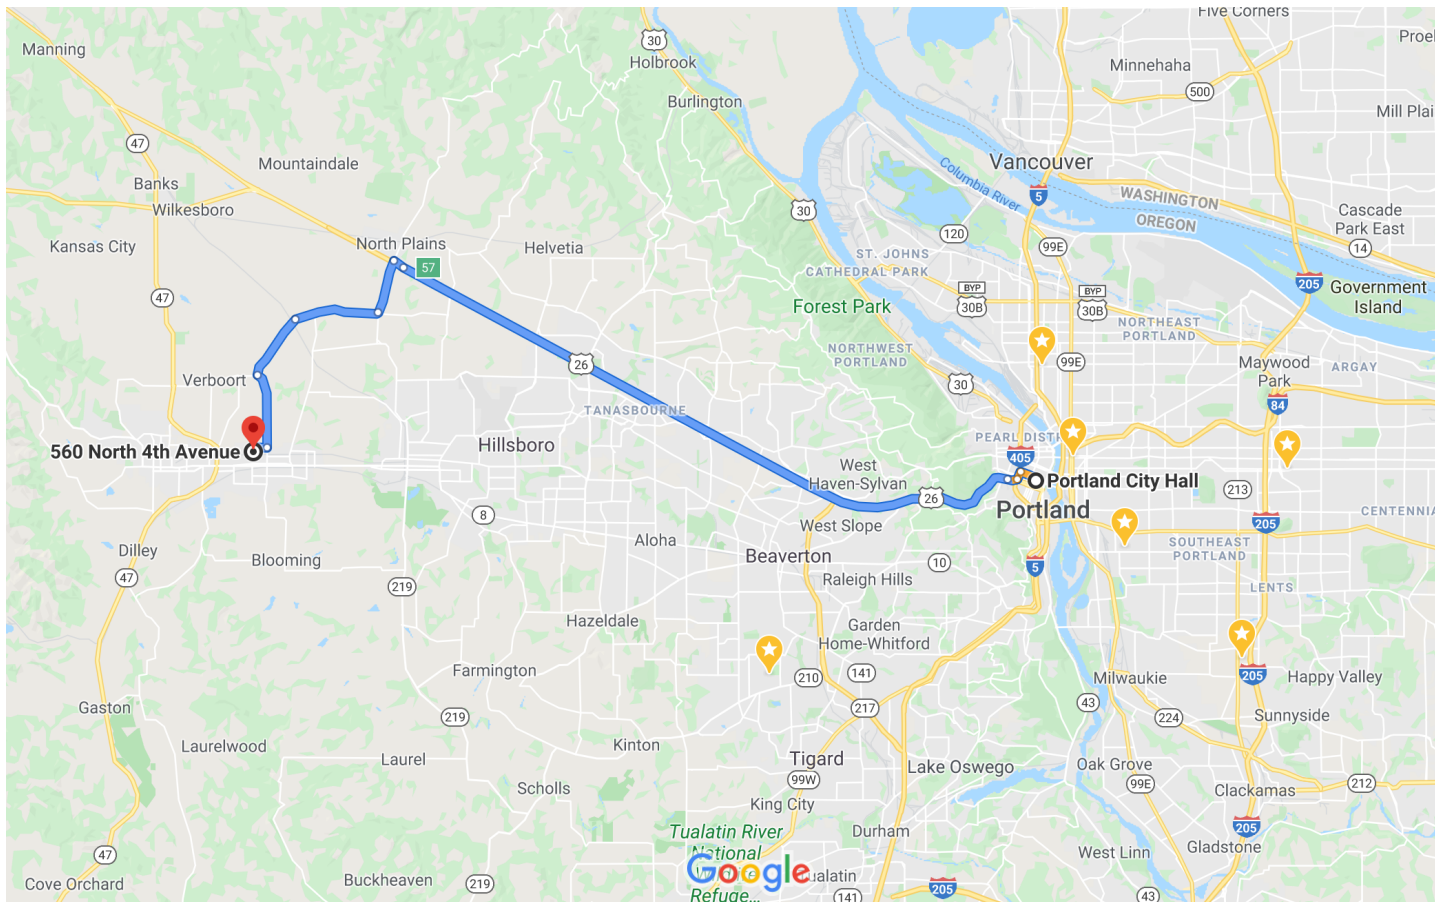 Five Corners
Manning
30
Proe
Holbrook
Minnehaha
500
Burlington
Mill Plai
47
Mountaindale
Vancouver
Columbia River
Banks
5
WASHINGTON
Wilkesboro
30
OREGON
Cascade
Park East
120
99E
14
Kansas City
North Plains
Helvetia
ST. JOHNS
CATHEDRAL PARK
57
205
Government
Island
47
BYP
30B
BYP
30B
Forest Park
NORTHEAST
PORTLAND
NORTHWEST
PORTLAND
99E
Maywood
Park
ARGAY
26
Verboort
30
84
TANASBOURNE
PEARL DISTR
Hillsboro
560 North 4th Avenue
405
West
Haven-Sylvan
Portland City Hall
213
26
Portland
8
West Slope
205
CENTENNIA
Aloha
Dilley
Beaverton
SOUTHEAST
PORTLAND
Blooming
10
5
47
219
Raleigh Hills
LENTS
Hazeldale
Garden
Home-Whitford
Farmington
210
141
205
Milwaukie
Happy Valley
Gaston
219
217
43
224
Sunnyside
Laurelwood
Kinton
Laurel
Tigard
Lake Oswego
Oak Grove
99W
99E
212
Scholls
Clackamas
King City
205
Tualatin River
National
Durham
47
West Linn
Gladstone
Google
ualatin
Cove Orchard
Buckheaven
219
Refuge...
141
205
43